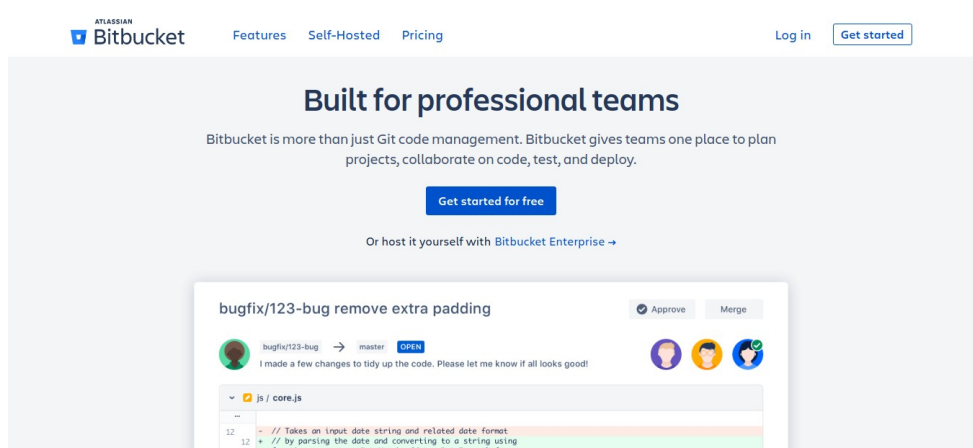 ATLASSIAN
Bitbucket
Features Self-Hosted Pricing
Log in Get started
Built for professional teams
Bitbucket is more than just Git code management. Bitbucket gives teams one place to plan
projects, collaborate on code, test, and deploy.
Get started for free
Or host it yourself with Bitbucket Enterprise →
bugfix/123-bug remove extra padding
Approve Merge
bugfix/123-bug → master OPEN
I made a few changes to tidy up the code. Please let me know if all looks good!
js / core.js
...
12 - // Takes an input date string and related date format
12 + // by parsing the date and converting to a string using